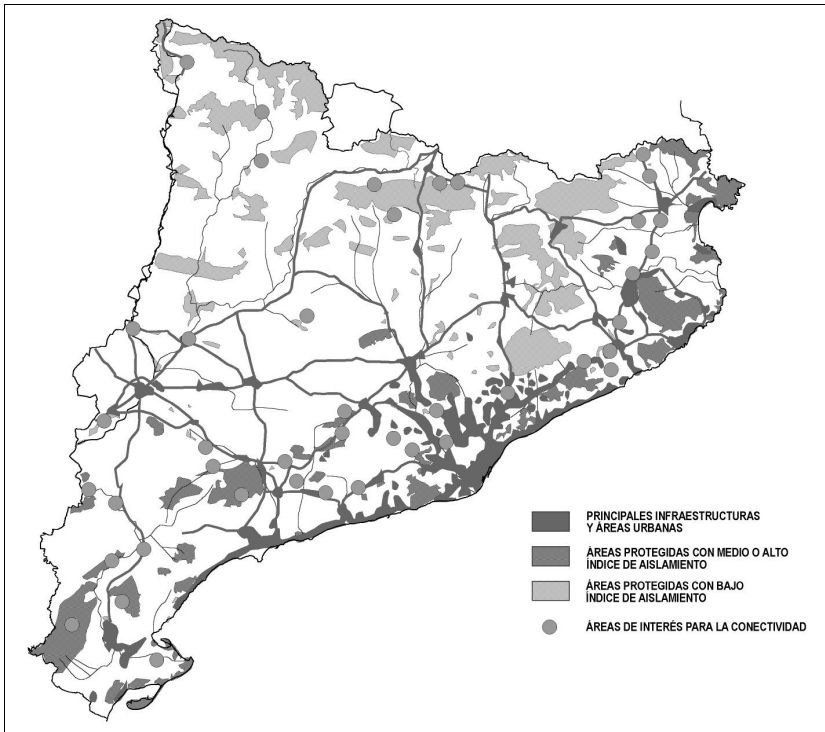 PRINCIPALES INFRAESTRUCTURAS
Y ÁREAS URBANAS
ÁREAS PROTEGIDAS CON MEDIO O ALTO
ÍNDICE DE AISLAMIENTO
ÁREAS PROTEGIDAS CON BAJO
ÍNDICE DE AISLAMIENTO
ÁREAS DE INTERÉS PARA LA CONECTIVIDAD